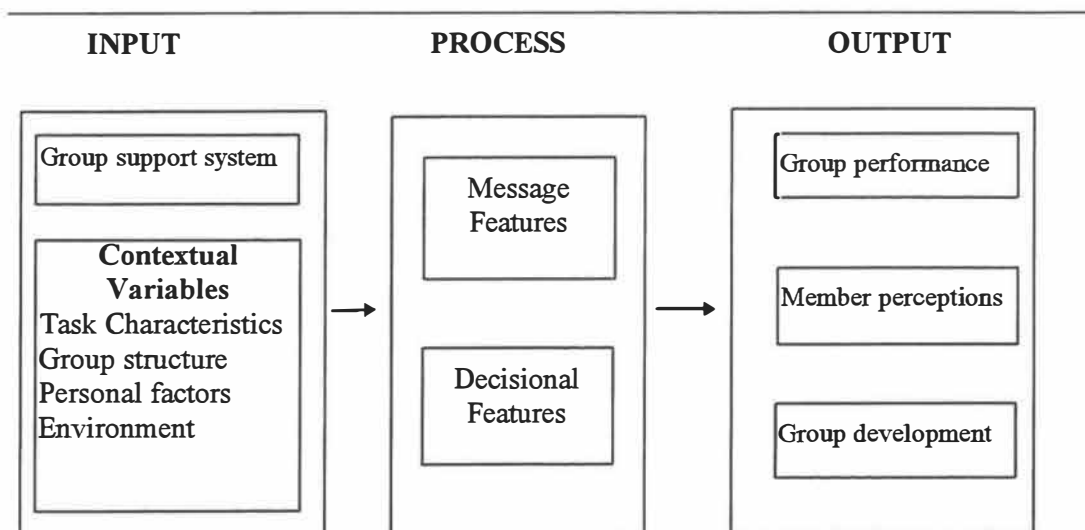 INPUT
PROCESS
OUTPUT
Group support system
Contextual
Variables
Task Characteristics
Group structure
Personal factors
Environment
Message
Features
Decisional
Features
Group performance
Member perceptions
Group development